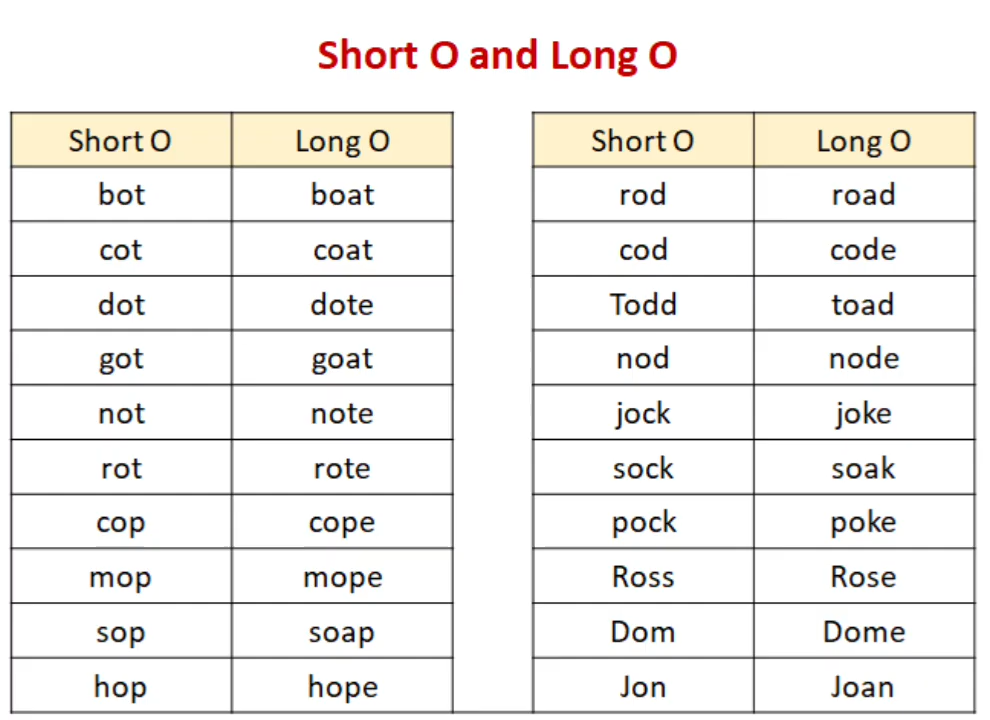 Short O and Long O
Short O Long O Short O Long O
bot boat rod road
cot coat cod code
dot dote Todd toad
got goat nod node
not note jock joke
rot rote sock soak
cop cope pock poke
mop mope Ross Rose
sop soap Dom Dome
hop hope Jon Joan